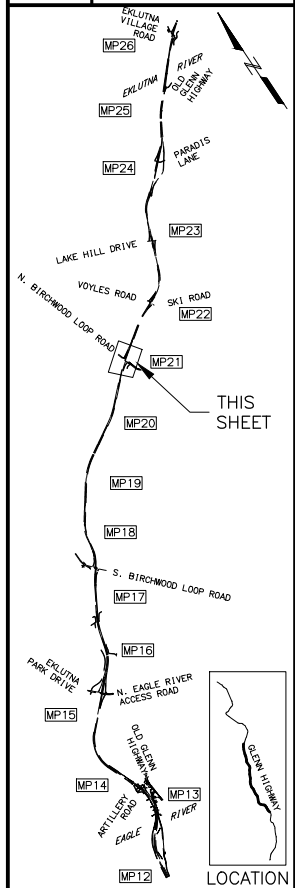 EKLUTNA
VILLAGE
ROAD
MP26
EKLUTNA RIVER
OLD
GLENN
HIGHWAY
MP25
PARADIS
LANE
MP24
MP23
LAKE HILL DRIVE
VOYLES ROAD
SKI ROAD
MP22
N. BIRCHWOOD LOOP ROAD
MP21
THIS
SHEET
MP20
MP19
MP18
S. BIRCHWOOD LOOP ROAD
MP17
MP16
EKLUTNA
PARK DRIVE
N. EAGLE RIVER
ACCESS ROAD
MP15
OLD GLENN
HIGHWAY
MP14
MP13
ARTILLERY
ROAD
EAGLE RIVER
MP12
GLENN HIGHWAY
LOCATION
N